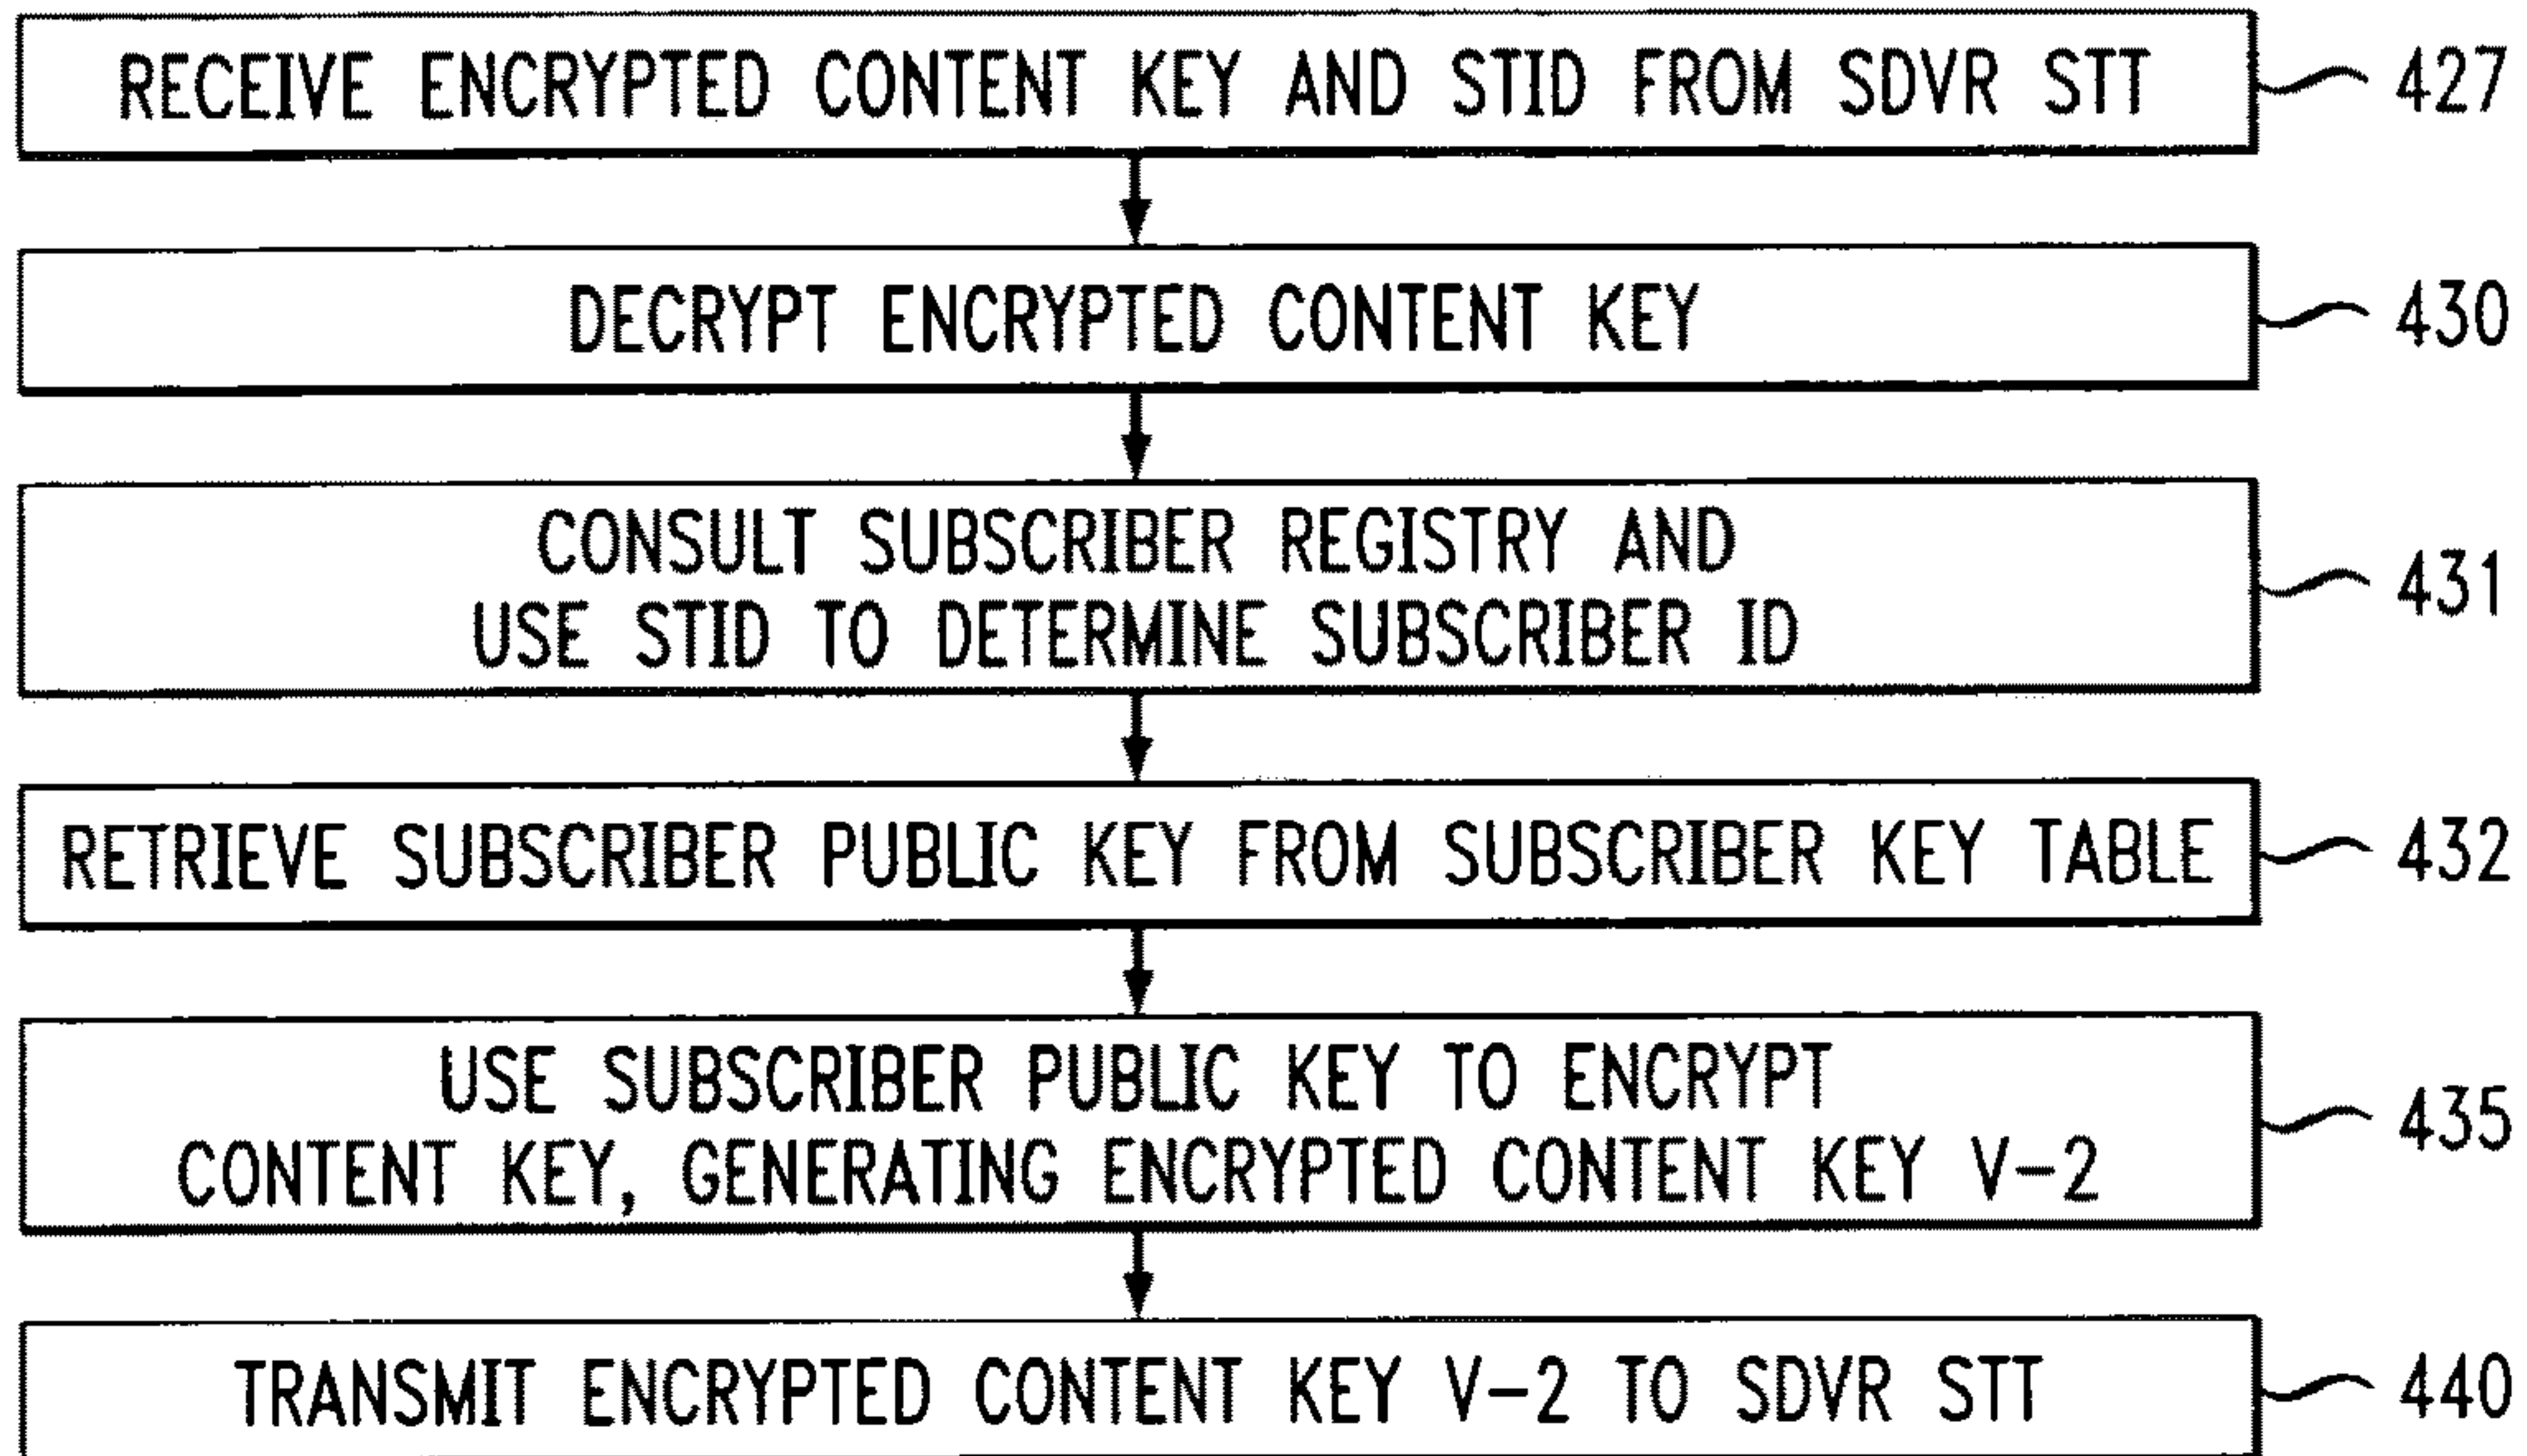 RECEIVE ENCRYPTED CONTENT KEY AND STID FROM SDVR STT 427
DECRYPT ENCRYPTED CONTENT KEY 430
CONSULT SUBSCRIBER REGISTRY AND
USE STID TO DETERMINE SUBSCRIBER ID
431
RETRIEVE SUBSCRIBER PUBLIC KEY FROM SUBSCRIBER KEY TABLE 432
USE SUBSCRIBER PUBLIC KEY TO ENCRYPT
CONTENT KEY, GENERATING ENCRYPTED CONTENT KEY V-2
435
TRANSMIT ENCRYPTED CONTENT KEY V-2 TO SDVR STT 440